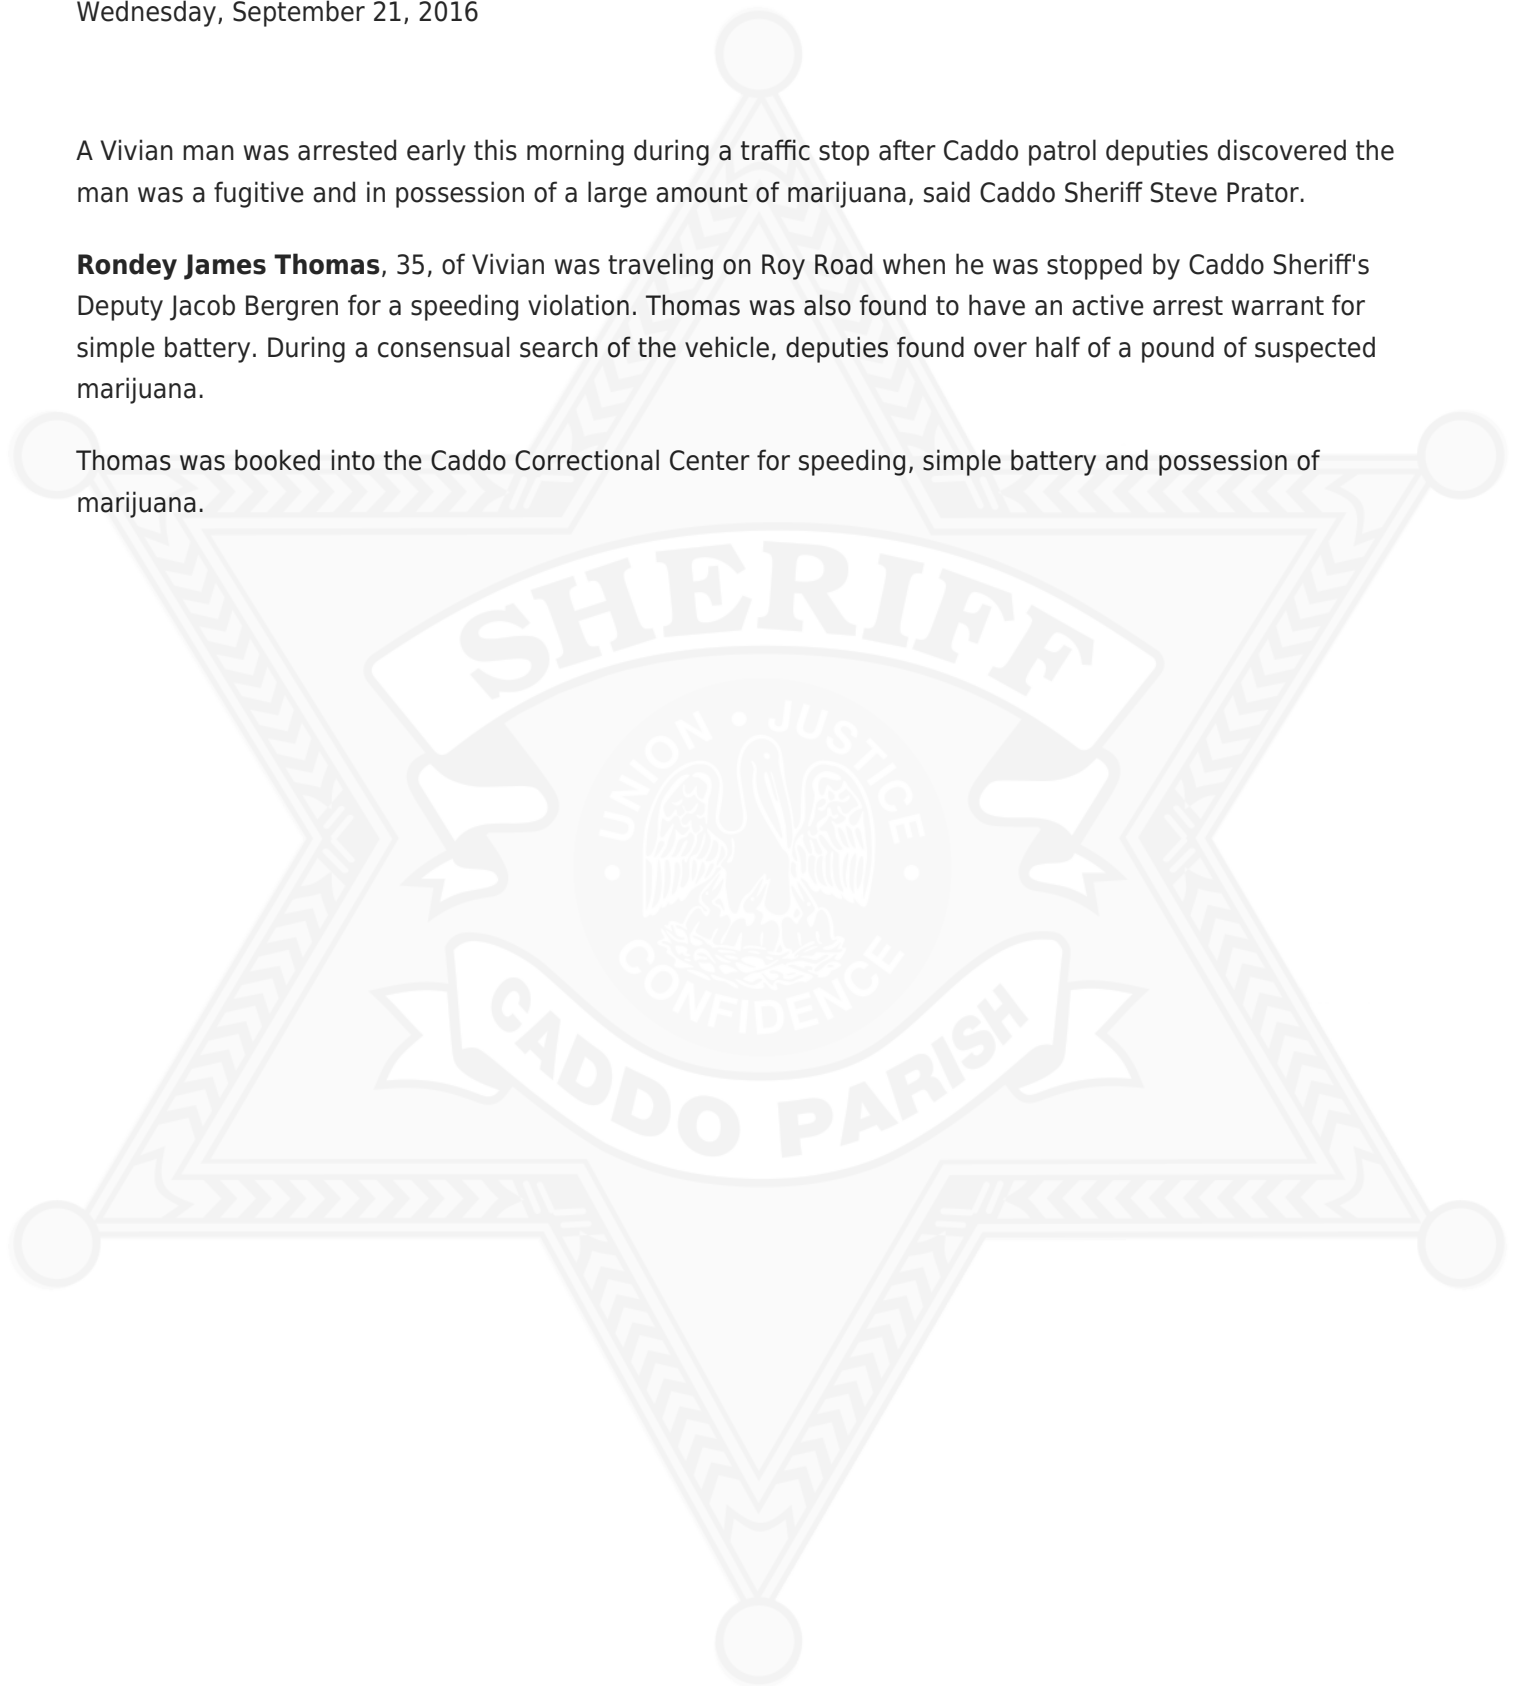 Wednesday, September 21, 2016
A Vivian man was arrested early this morning during a traffic stop after Caddo patrol deputies discovered the
man was a fugitive and in possession of a large amount of marijuana, said Caddo Sheriff Steve Prator.
Rondey James Thomas, 35, of Vivian was traveling on Roy Road when he was stopped by Caddo Sheriff's
Deputy Jacob Bergren for a speeding violation. Thomas was also found to have an active arrest warrant for
simple battery. During a consensual search of the vehicle, deputies found over half of a pound of suspected
marijuana.
Thomas was booked into the Caddo Correctional Center for speeding, simple battery and possession of
marijuana.
SHERIFF
UNION • JUSTICE •
CONFIDENCE •
CADDO PARISH